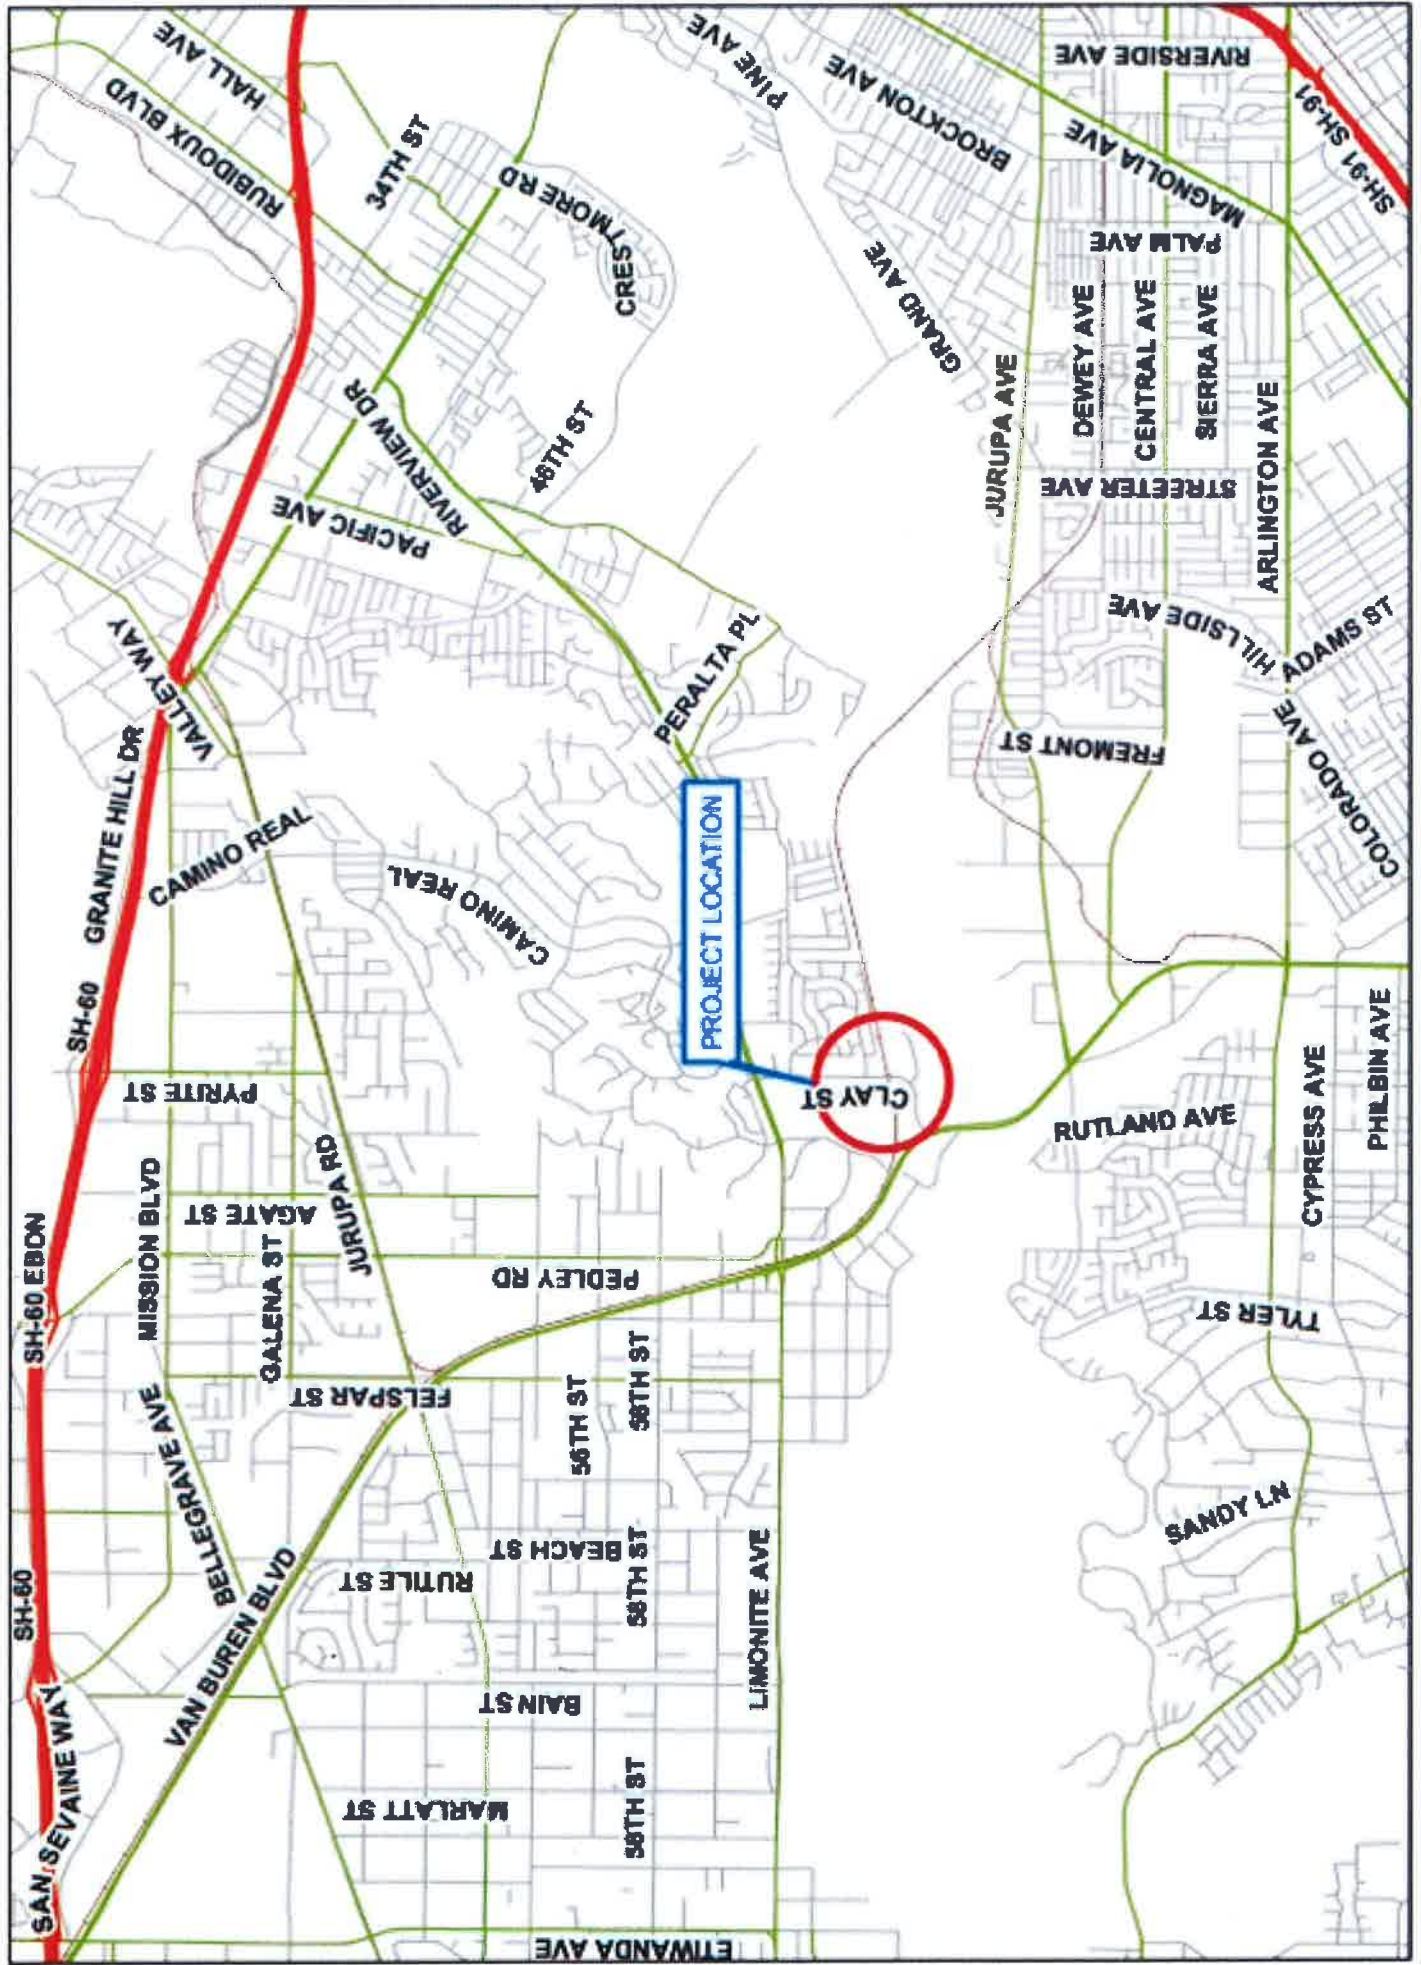 SAN SEVAINE WAY
SH-60
SH-60 EBON
SH-60
GRANITE HILL DR
VALLEY WAY
RUBIDOUX BLVD
HALL AVE
34TH ST
CRESTMORE RD
PINE AVE
BROCKTON AVE
RIVERSIDE AVE
SH-91 SH-91
MAGNOLIA AVE
PALM AVE
GRAND AVE
JURUPA AVE
DEWEY AVE
CENTRAL AVE
SIERRA AVE
ARLINGTON AVE
STREETER AVE
HILLSIDE AVE
ADAMS ST
COLORADO AVE
FREMONT ST
RIVERVIEW DR
PACIFIC AVE
46TH ST
PERALTA PL
CAMINO REAL
CAMINO REAL
PROJECT LOCATION
CLAY ST
PYRITE ST
MISSION BLVD
AGATE ST
GALENA ST
JURUPA RD
PEDLEY RD
FELSPAR ST
BELLEGRAVE AVE
VAN BUREN BLVD
RUTILE ST
BEACH ST
56TH ST
58TH ST
58TH ST
58TH ST
BAIN ST
MARLATT ST
LIMONITE AVE
ETIWANDA AVE
RUTLAND AVE
CYPRESS AVE
PHILBIN AVE
TYLER ST
SANDY LN